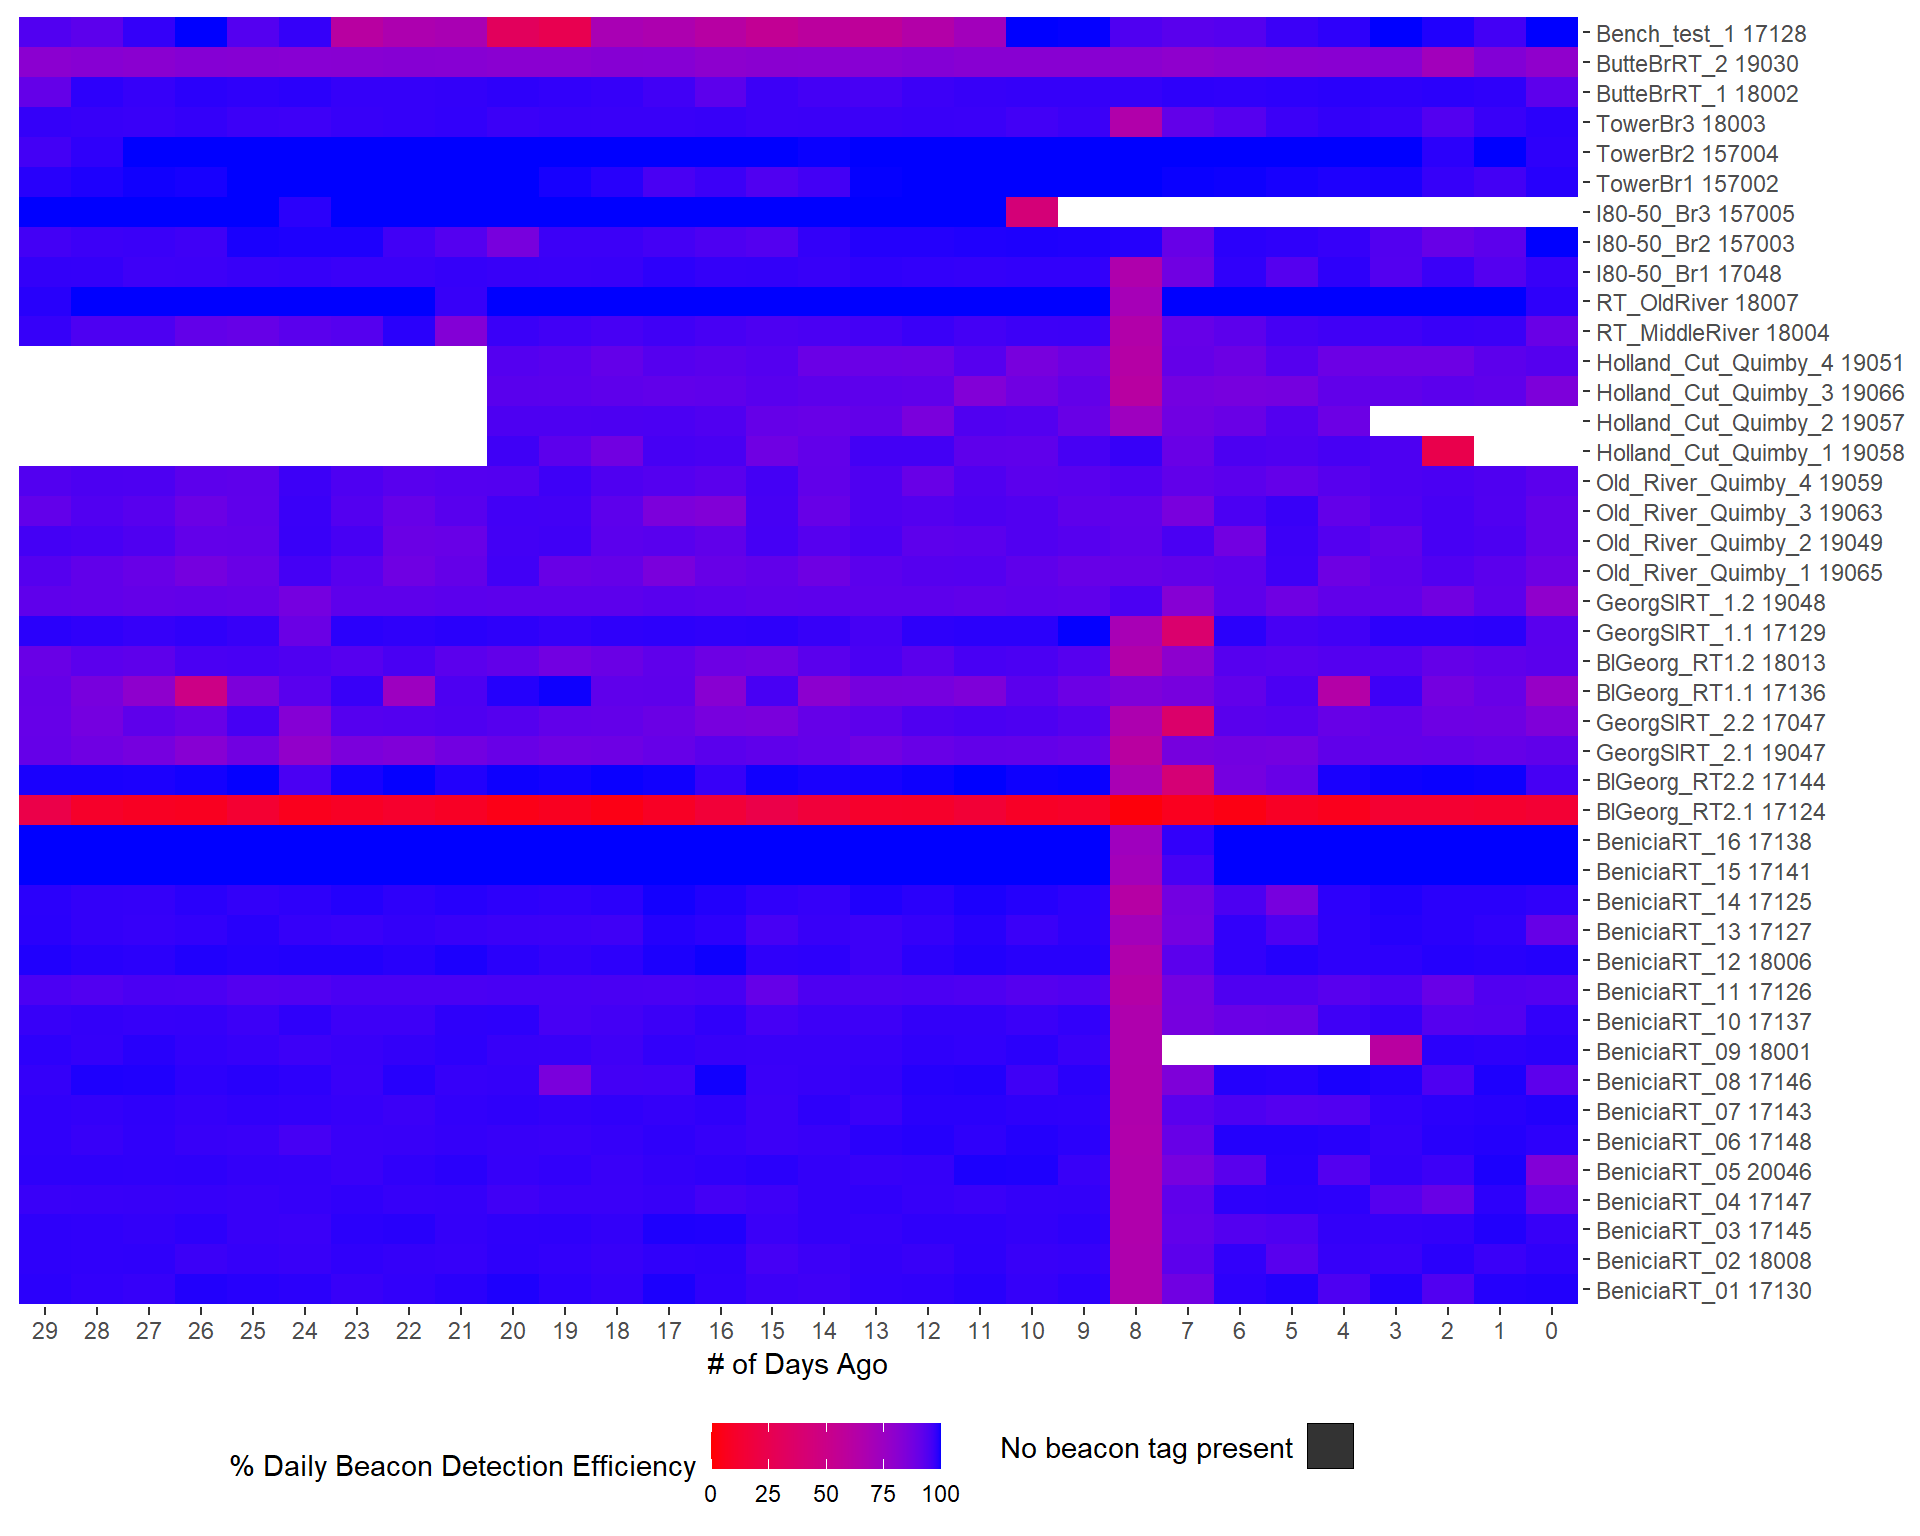 Bench_test_1 17128
ButteBrRT_2 19030
ButteBrRT_1 18002
TowerBr3 18003
TowerBr2 157004
TowerBr1 157002
I80-50_Br3 157005
I80-50_Br2 157003
I80-50_Br1 17048
RT_OldRiver 18007
RT_MiddleRiver 18004
Holland_Cut_Quimby_4 19051
Holland_Cut_Quimby_3 19066
Holland_Cut_Quimby_2 19057
Holland_Cut_Quimby_1 19058
Old_River_Quimby_4 19059
Old_River_Quimby_3 19063
Old_River_Quimby_2 19049
Old_River_Quimby_1 19065
GeorgSlRT_1.2 19048
GeorgSlRT_1.1 17129
BlGeorg_RT1.2 18013
BlGeorg_RT1.1 17136
GeorgSlRT_2.2 17047
GeorgSlRT_2.1 19047
BlGeorg_RT2.2 17144
BlGeorg_RT2.1 17124
BeniciaRT_16 17138
BeniciaRT_15 17141
BeniciaRT_14 17125
BeniciaRT_13 17127
BeniciaRT_12 18006
BeniciaRT_11 17126
BeniciaRT_10 17137
BeniciaRT_09 18001
BeniciaRT_08 17146
BeniciaRT_07 17143
BeniciaRT_06 17148
BeniciaRT_05 20046
BeniciaRT_04 17147
BeniciaRT_03 17145
BeniciaRT_02 18008
BeniciaRT_01 17130
29 28 27 26 25 24 23 22 21 20 19 18 17 16 15 14 13 12 11 10 9 8 7 6 5 4 3 2 1 0
# of Days Ago
% Daily Beacon Detection Efficiency
0 25 50 75 100
No beacon tag present